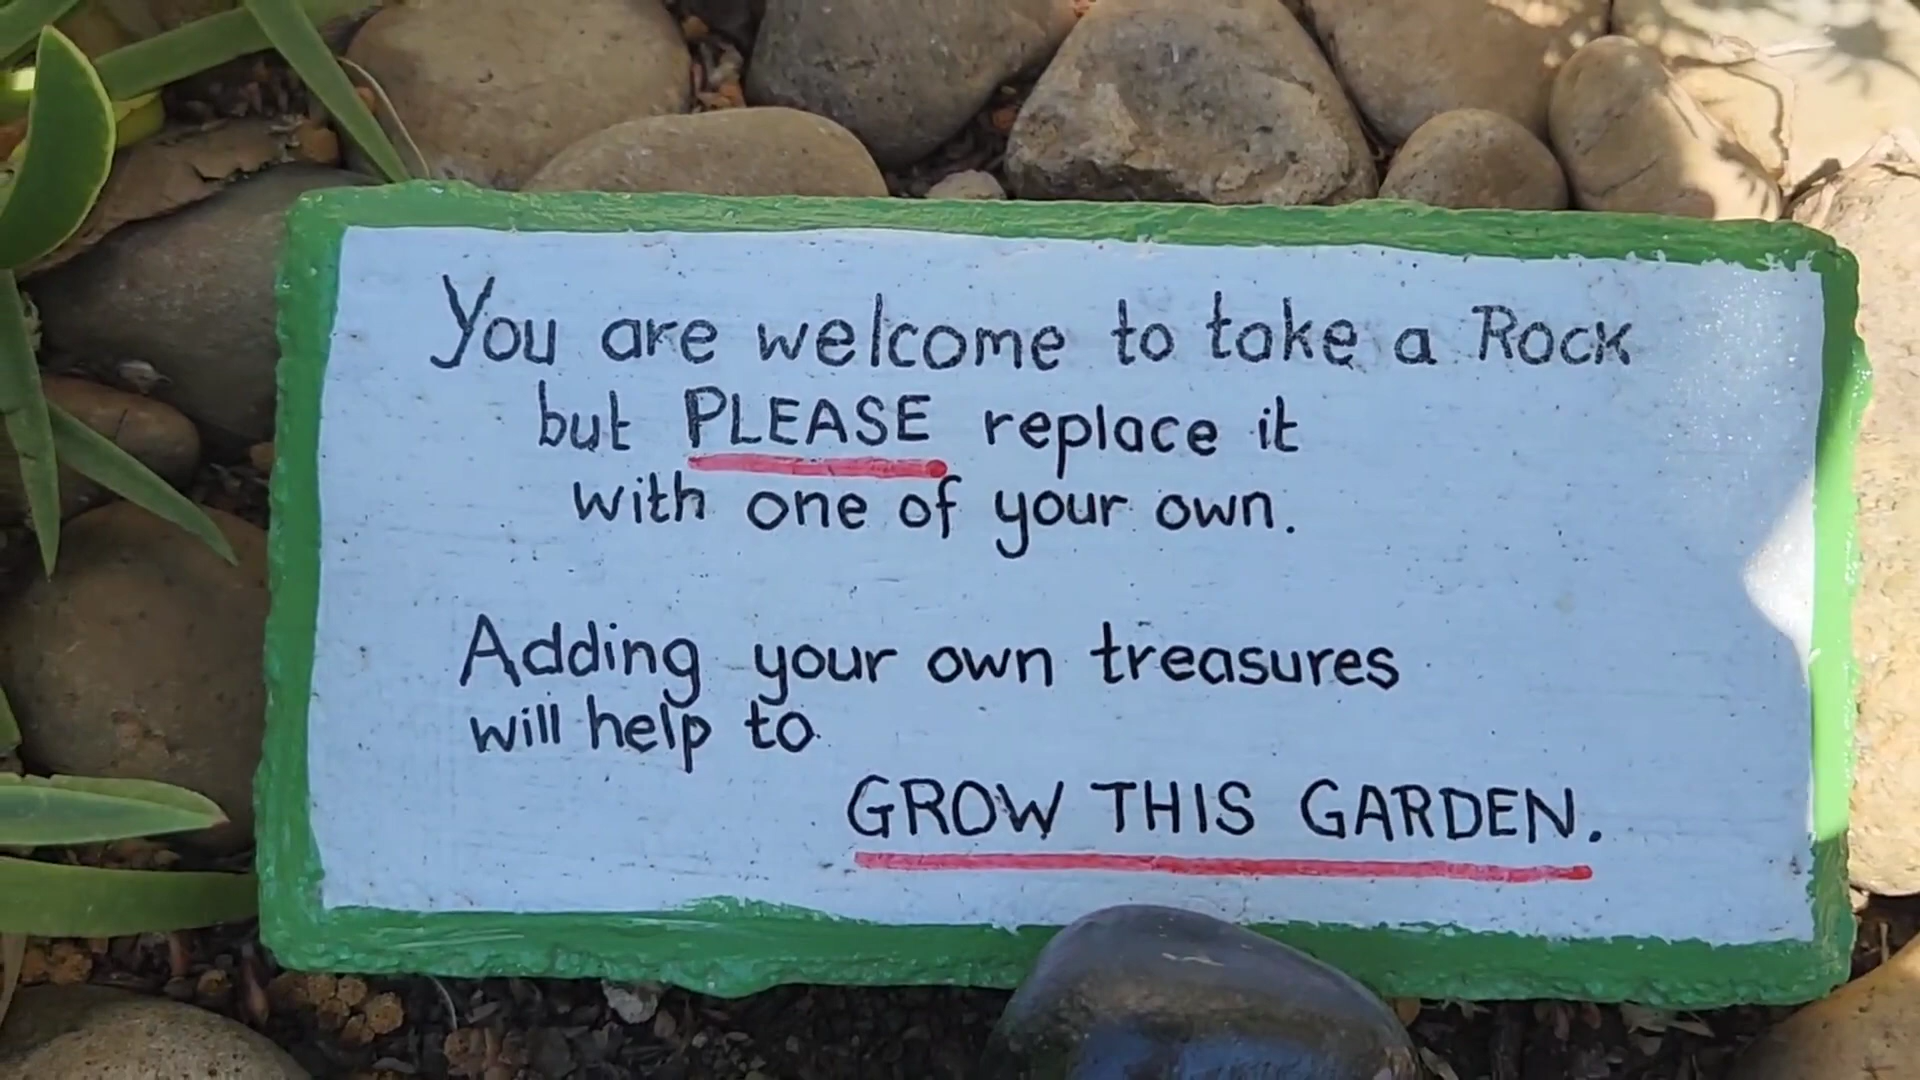 You are welcome to take a Rock
but PLEASE replace it
with one of your own.
Adding your own treasures
will help to
GROW THIS GARDEN.